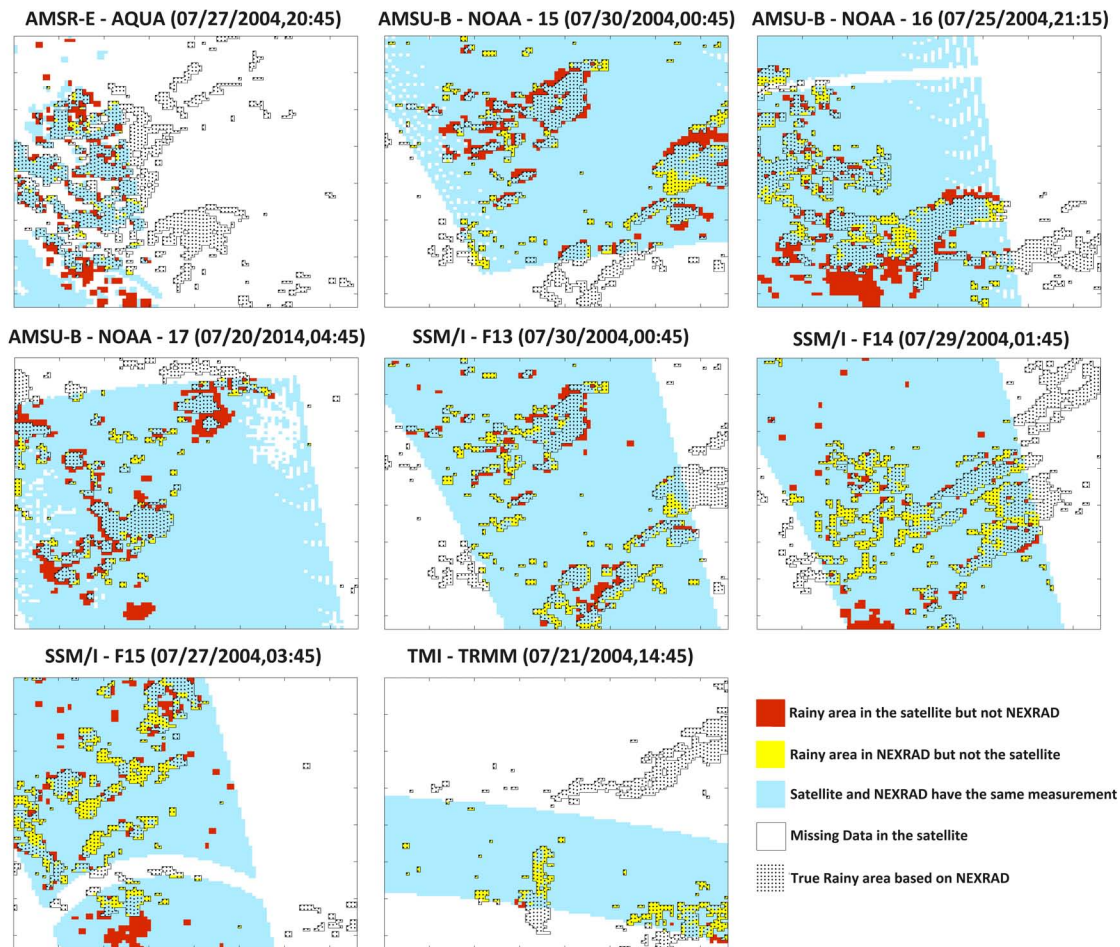 AMSR-E - AQUA (07/27/2004,20:45)
AMSU-B - NOAA - 15 (07/30/2004,00:45)
AMSU-B - NOAA - 16 (07/25/2004,21:15)
AMSU-B - NOAA - 17 (07/20/2014,04:45)
SSM/I - F13 (07/30/2004,00:45)
SSM/I - F14 (07/29/2004,01:45)
SSM/I - F15 (07/27/2004,03:45)
TMI - TRMM (07/21/2004,14:45)
Rainy area in the satellite but not NEXRAD
Rainy area in NEXRAD but not the satellite
Satellite and NEXRAD have the same measurement
Missing Data in the satellite
True Rainy area based on NEXRAD